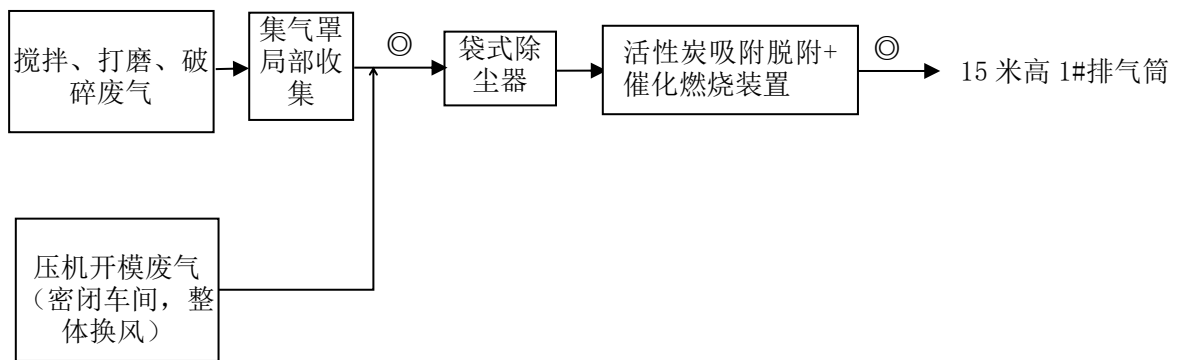 搅拌、打磨、破
碎废气
集气罩
局部收
集
◎
袋式除
尘器
活性炭吸附脱附+
催化燃烧装置
◎
15 米高 1#排气筒
压机开模废气
（密闭车间，整
体换风）